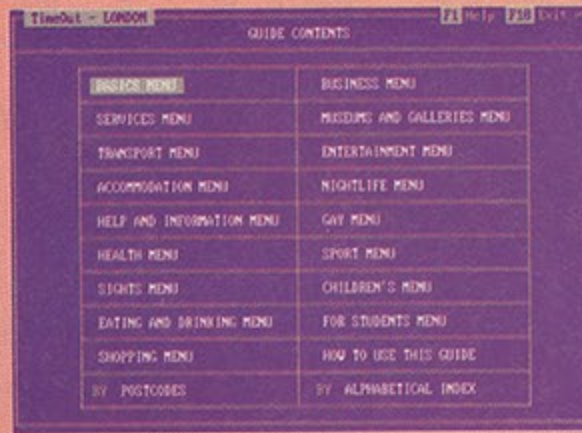 TimeOut - LONDON F1 Help F10 Exit
GUIDE CONTENTS
BASICS MENU BUSINESS MENU
SERVICES MENU MUSEUMS AND GALLERIES MENU
TRANSPORT MENU ENTERTAINMENT MENU
ACCOMMODATION MENU NIGHTLIFE MENU
HELP AND INFORMATION MENU GAY MENU
HEALTH MENU SPORT MENU
SIGHTS MENU CHILDREN'S MENU
EATING AND DRINKING MENU FOR STUDENTS MENU
SHOPPING MENU HOW TO USE THIS GUIDE
BY POSTCODES BY ALPHABETICAL INDEX